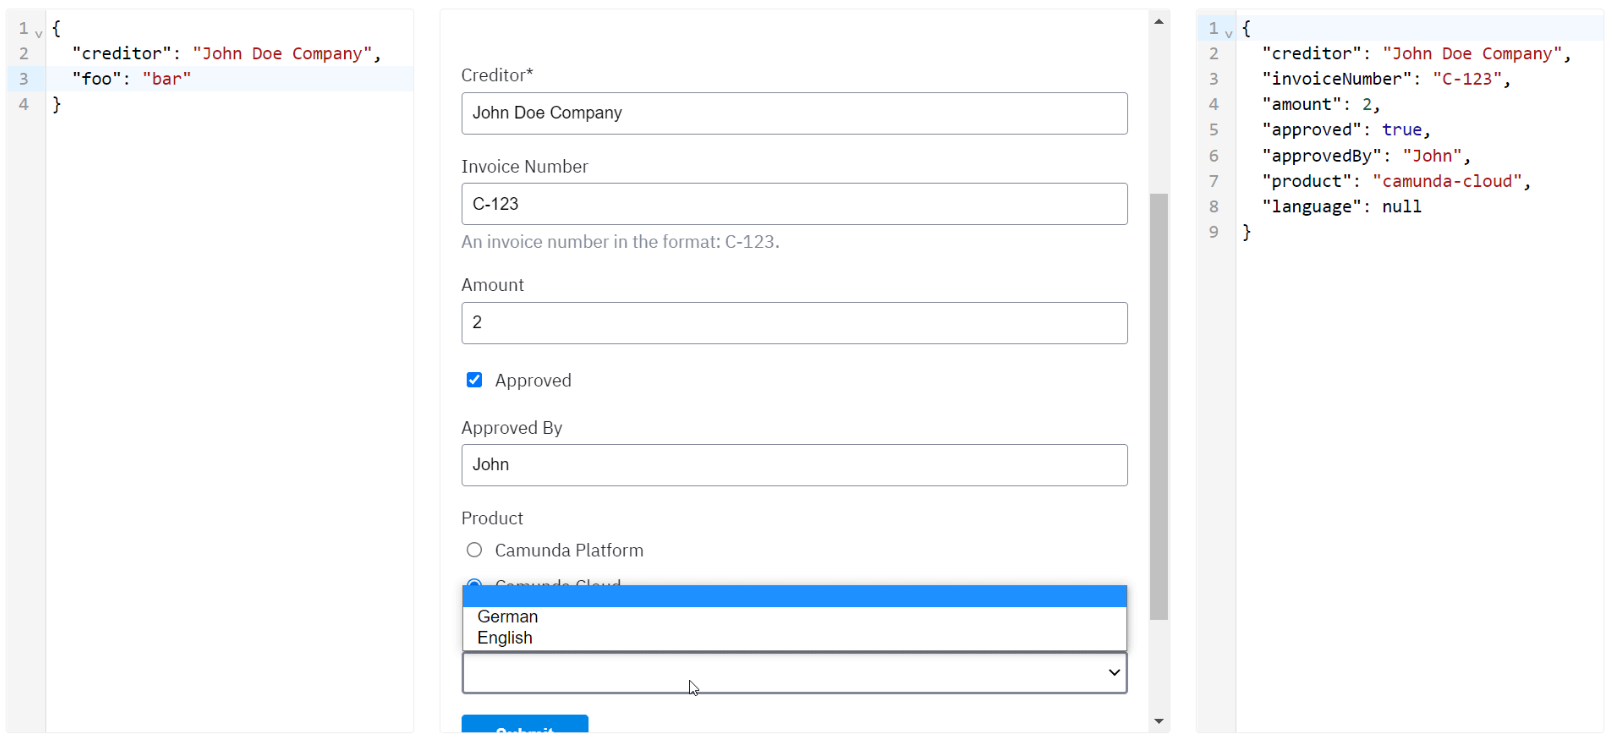 1 {
2 "creditor": "John Doe Company",
3 "foo": "bar"
4 }
Creditor*
John Doe Company
Invoice Number
C-123
An invoice number in the format: C-123.
Amount
2
Approved
Approved By
John
Product
Camunda Platform
Camunda Cloud
German
English
Submit
1 {
2 "creditor": "John Doe Company",
3 "invoiceNumber": "C-123",
4 "amount": 2,
5 "approved": true,
6 "approvedBy": "John",
7 "product": "camunda-cloud",
8 "language": null
9 }